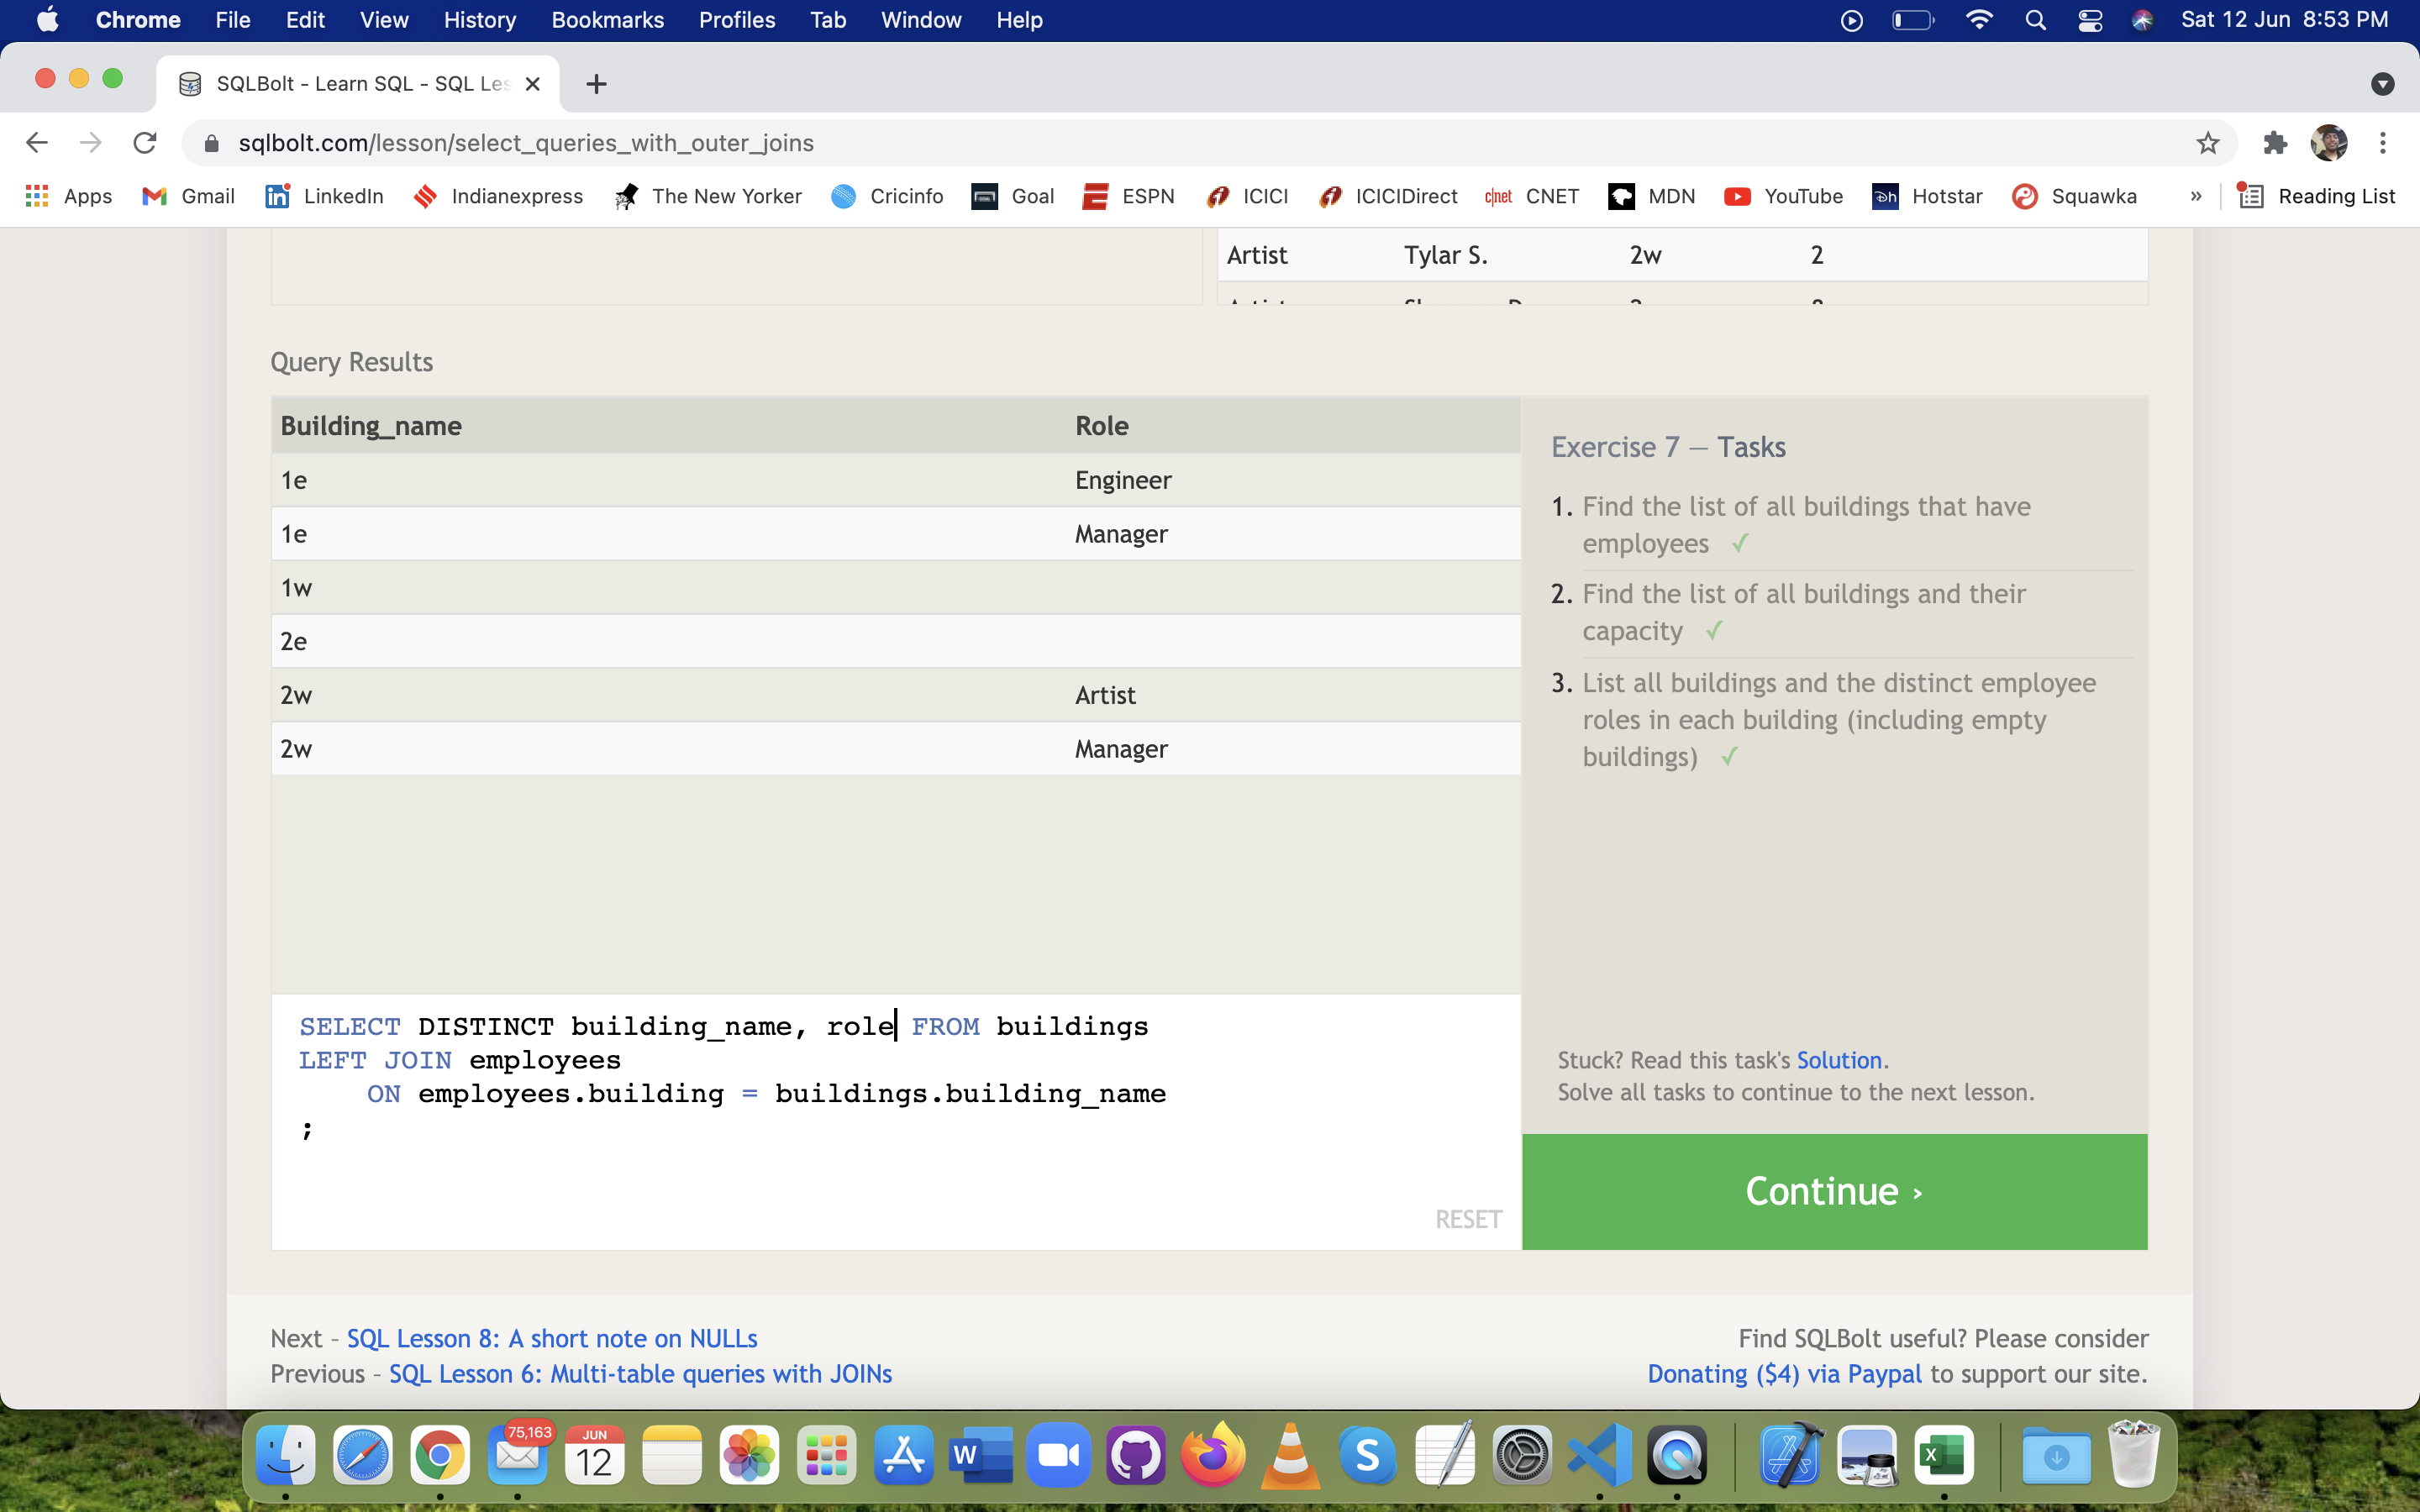 Chrome File Edit View History Bookmarks Profiles Tab Window Help Sat 12 Jun 8:53 PM
SQLBolt - Learn SQL - SQL Les
sqlbolt.com/lesson/select_queries_with_outer_joins
Apps Gmail LinkedIn Indianexpress The New Yorker Cricinfo Goal ESPN ICICI ICICIDirect CNET MDN YouTube Hotstar Squawka » Reading List
Artist Tylar S. 2w 2
Query Results
Building_name Role
1e Engineer
1e Manager
1w
2e
2w Artist
2w Manager
Exercise 7 — Tasks
1. Find the list of all buildings that have
employees ✓
2. Find the list of all buildings and their
capacity ✓
3. List all buildings and the distinct employee
roles in each building (including empty
buildings) ✓
SELECT DISTINCT building_name, role FROM buildings
LEFT JOIN employees
ON employees.building = buildings.building_name
;
RESET
Stuck? Read this task's Solution.
Solve all tasks to continue to the next lesson.
Continue ›
Next – SQL Lesson 8: A short note on NULLs
Previous – SQL Lesson 6: Multi-table queries with JOINs
Find SQLBolt useful? Please consider
Donating ($4) via Paypal to support our site.
75,163
JUN
12
W
S
X